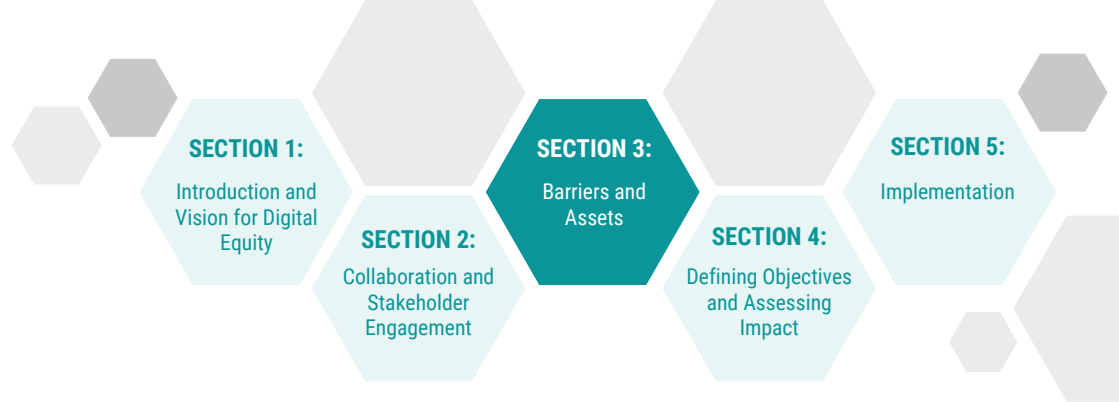 SECTION 1:
Introduction and
Vision for Digital
Equity
SECTION 2:
Collaboration and
Stakeholder
Engagement
SECTION 3:
Barriers and
Assets
SECTION 4:
Defining Objectives
and Assessing
Impact
SECTION 5:
Implementation